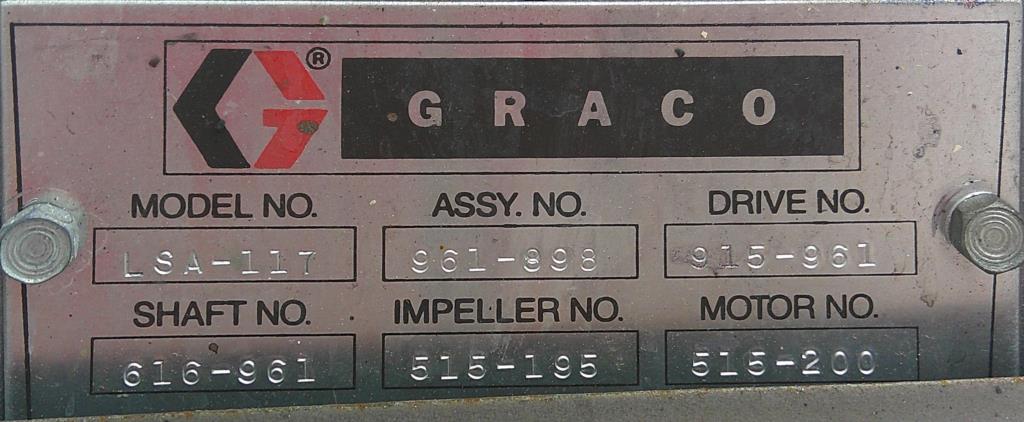 ® GRACO
MODEL NO. ASSY. NO. DRIVE NO.
LSA-117 961-898 915-961
SHAFT NO. IMPELLER NO. MOTOR NO.
616-961 515-195 515-200